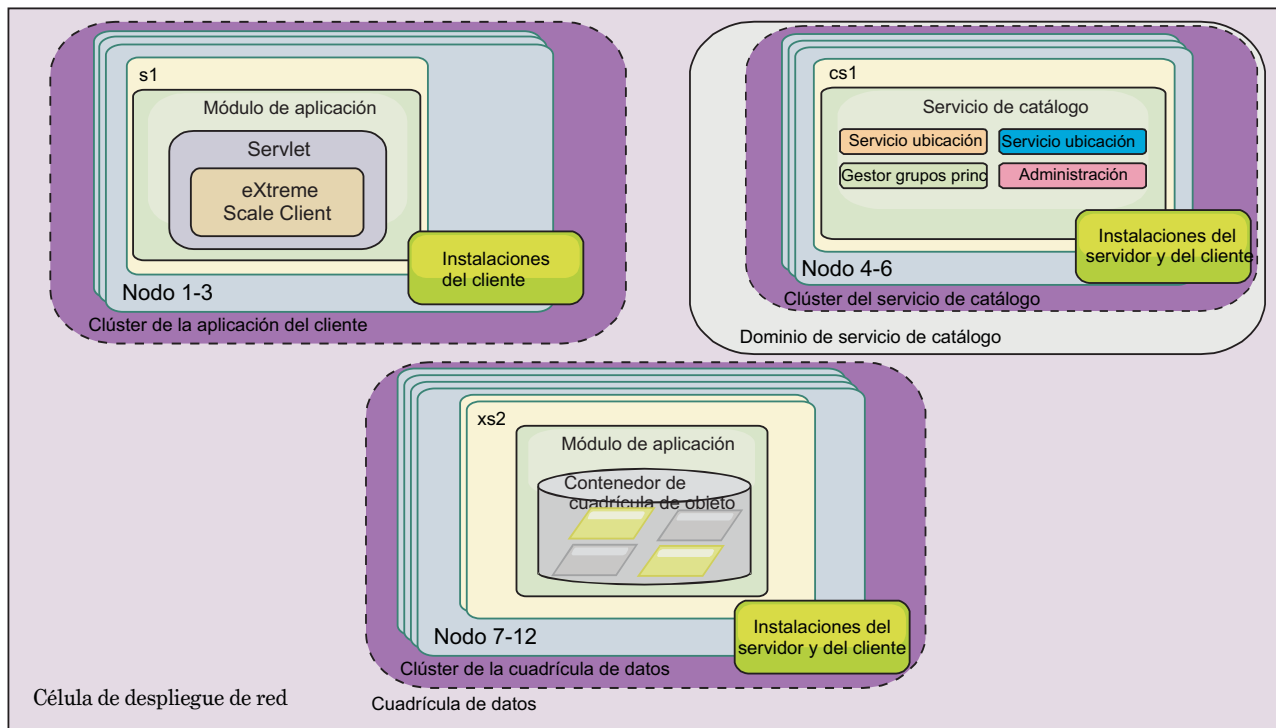 s1
Módulo de aplicación
Servlet
eXtreme
Scale Client
Instalaciones
del cliente
Nodo 1-3
Clúster de la aplicación del cliente
cs1
Servicio de catálogo
Servicio ubicación
Servicio ubicación
Gestor grupos princ
Administración
Instalaciones del
servidor y del cliente
Nodo 4-6
Clúster del servicio de catálogo
Dominio de servicio de catálogo
xs2
Módulo de aplicación
Contenedor de
cuadrícula de objeto
Instalaciones del
servidor y del cliente
Nodo 7-12
Clúster de la cuadrícula de datos
Cuadrícula de datos
Célula de despliegue de red